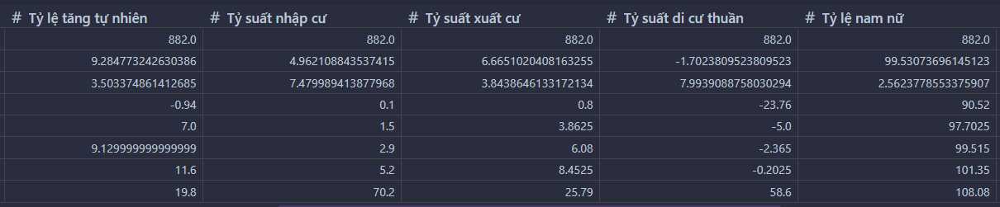 # Tỷ lệ tăng tự nhiên # Tỷ suất nhập cư # Tỷ suất xuất cư # Tỷ suất di cư thuần # Tỷ lệ nam nữ
882.0 882.0 882.0 882.0 882.0
9.284773242630386 4.962108843537415 6.6651020408163255 -1.7023809523809523 99.53073696145123
3.503374861412685 7.479989413877968 3.8438646133172134 7.9939088758030294 2.5623778553375907
-0.94 0.1 0.8 -23.76 90.52
7.0 1.5 3.8625 -5.0 97.7025
9.129999999999999 2.9 6.08 -2.365 99.515
11.6 5.2 8.4525 -0.2025 101.35
19.8 70.2 25.79 58.6 108.08